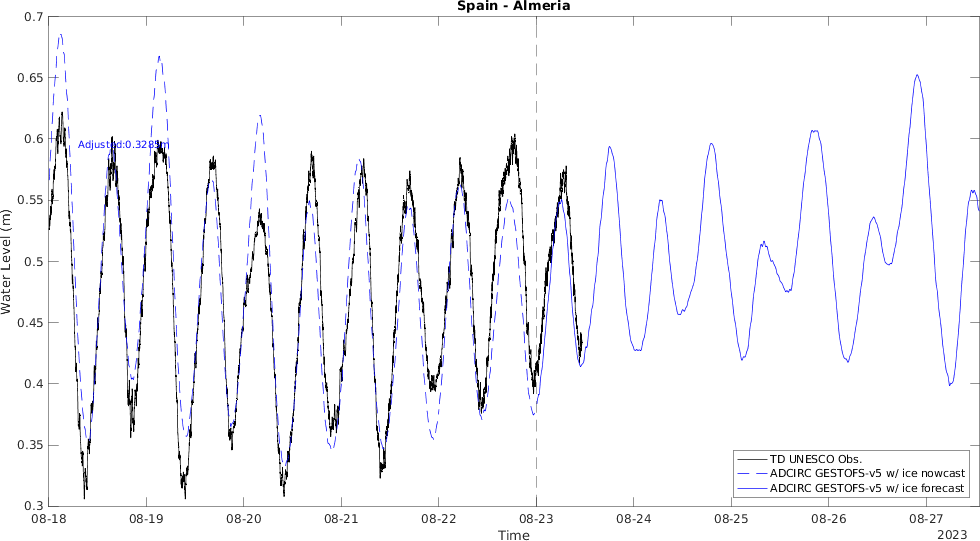 Spain - Almeria
0.7
0.65
0.6
0.55
0.5
0.45
0.4
0.35
0.3
Water Level (m)
Adjusted:0.3285m
TD UNESCO Obs.
ADCIRC GESTOFS-v5 w/ ice nowcast
ADCIRC GESTOFS-v5 w/ ice forecast
08-18 08-19 08-20 08-21 08-22 08-23 08-24 08-25 08-26 08-27
Time
2023